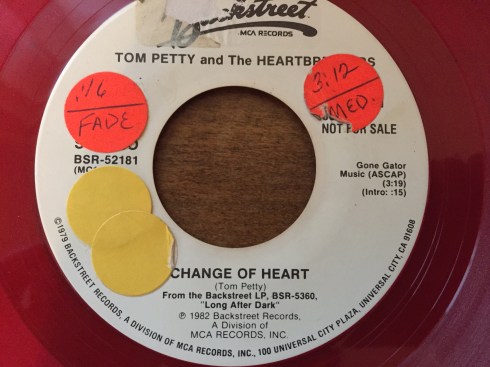 Backstreet
MCA RECORDS
TOM PETTY and The HEARTBR
:16
FADE
3:12
MED.
NOT FOR SALE
BSR-52181
Gone Gator
Music (ASCAP)
(3:19)
(Intro: :15)
CHANGE OF HEART
(Tom Petty)
From the Backstreet LP, BSR-5360,
"Long After Dark"
℗ 1982 Backstreet Records,
A Division of
MCA RECORDS, INC.
©1979 BACKSTREET RECORDS, A DIVISION OF MCA RECORDS, INC., 100 UNIVERSAL CITY PLAZA, UNIVERSAL CITY, CA 91608